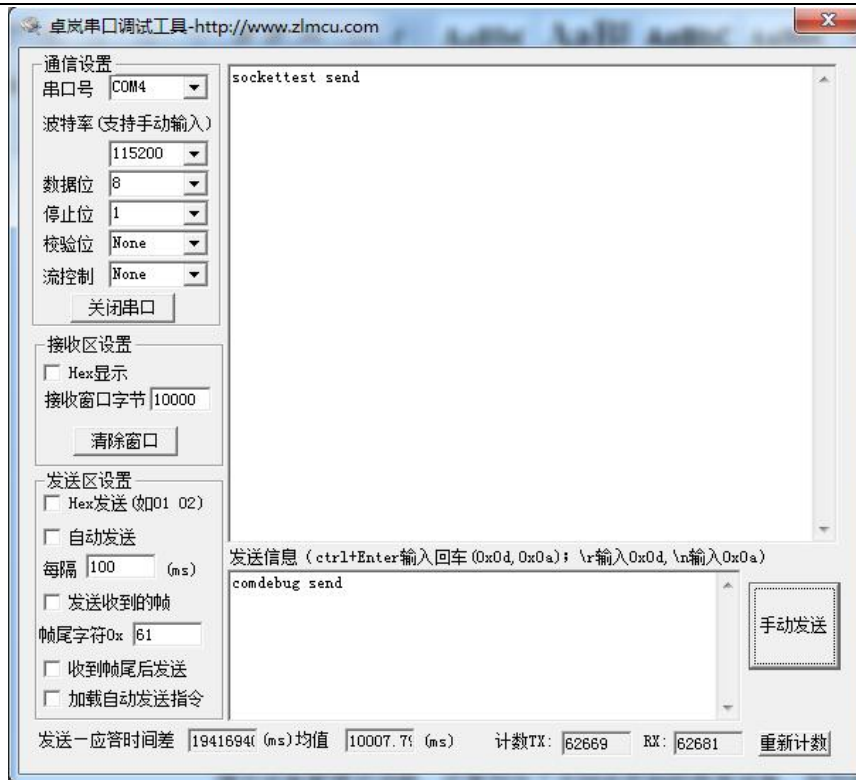 卓岚串口调试工具-http://www.zlmcu.com
通信设置
串口号 COM4
波特率(支持手动输入)
115200
数据位 8
停止位 1
校验位 None
流控制 None
关闭串口
接收区设置
Hex显示
接收窗口字节 10000
清除窗口
发送区设置
Hex发送(如01 02)
自动发送
每隔 100 (ms)
发送收到的帧
帧尾字符0x 61
收到帧尾后发送
加载自动发送指令
sockettest send
发送信息(ctrl+Enter输入回车(0x0d,0x0a); \r输入0x0d, \n输入0x0a)
comdebug send
手动发送
发送—应答时间差 1941694( (ms)均值 10007.79 (ms) 计数TX: 62669 RX: 62681 重新计数